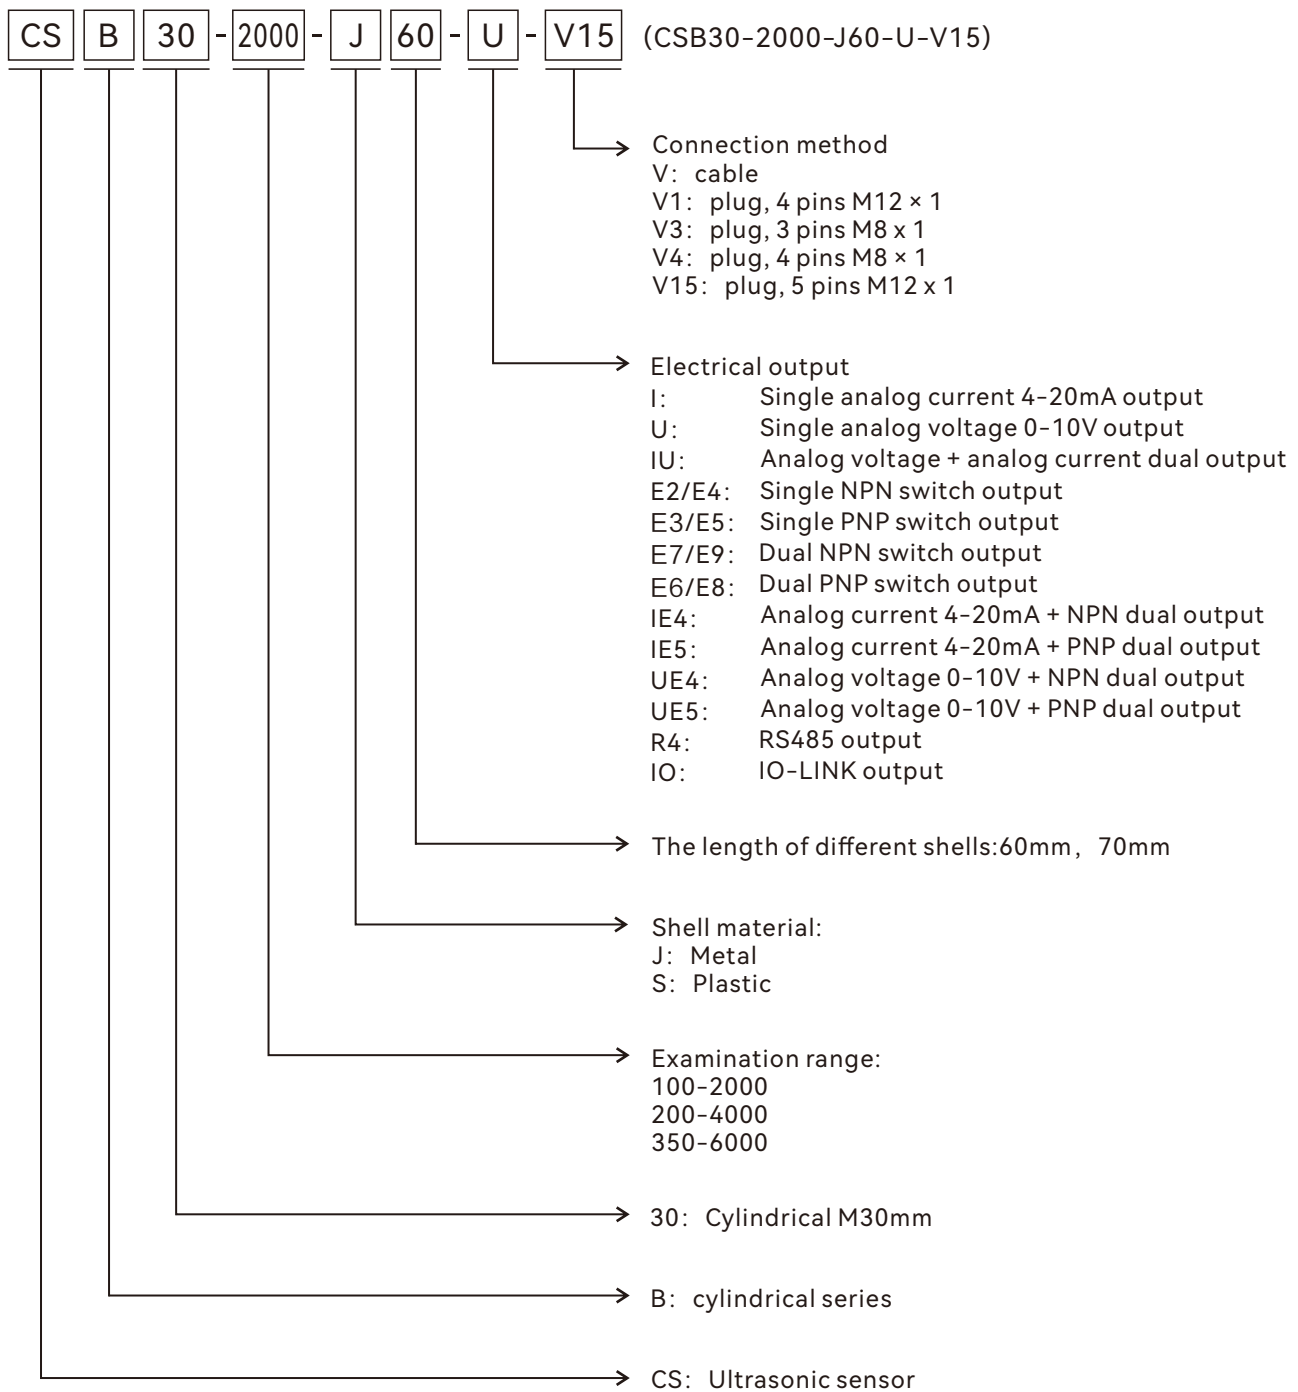 CS B 30 - 2000 - J 60 - U - V15 (CSB30-2000-J60-U-V15)
Connection method
V: cable
V1: plug, 4 pins M12 × 1
V3: plug, 3 pins M8 x 1
V4: plug, 4 pins M8 × 1
V15: plug, 5 pins M12 x 1
Electrical output
I: Single analog current 4-20mA output
U: Single analog voltage 0-10V output
IU: Analog voltage + analog current dual output
E2/E4: Single NPN switch output
E3/E5: Single PNP switch output
E7/E9: Dual NPN switch output
E6/E8: Dual PNP switch output
IE4: Analog current 4-20mA + NPN dual output
IE5: Analog current 4-20mA + PNP dual output
UE4: Analog voltage 0-10V + NPN dual output
UE5: Analog voltage 0-10V + PNP dual output
R4: RS485 output
IO: IO-LINK output
The length of different shells:60mm, 70mm
Shell material:
J: Metal
S: Plastic
Examination range:
100-2000
200-4000
350-6000
30: Cylindrical M30mm
B: cylindrical series
CS: Ultrasonic sensor